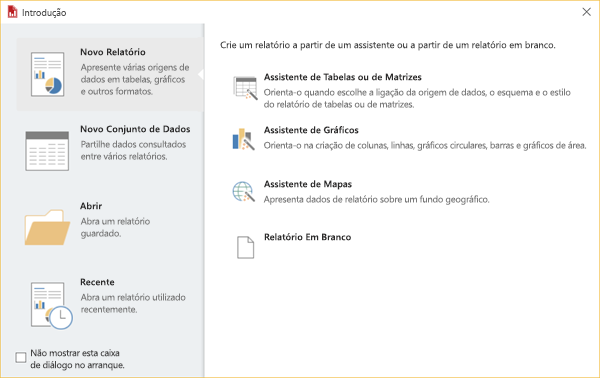 Introdução
Novo Relatório
Apresente várias origens de
dados em tabelas, gráficos
e outros formatos.
Novo Conjunto de Dados
Partilhe dados consultados
entre vários relatórios.
Abrir
Abra um relatório
guardado.
Recente
Abra um relatório utilizado
recentemente.
Não mostrar esta caixa
de diálogo no arranque.
Crie um relatório a partir de um assistente ou a partir de um relatório em branco.
Assistente de Tabelas ou de Matrizes
Orienta-o quando escolhe a ligação da origem de dados, o esquema e o estilo
do relatório de tabelas ou de matrizes.
Assistente de Gráficos
Orienta-o na criação de colunas, linhas, gráficos circulares, barras e gráficos de área.
Assistente de Mapas
Apresenta dados de relatório sobre um fundo geográfico.
Relatório Em Branco